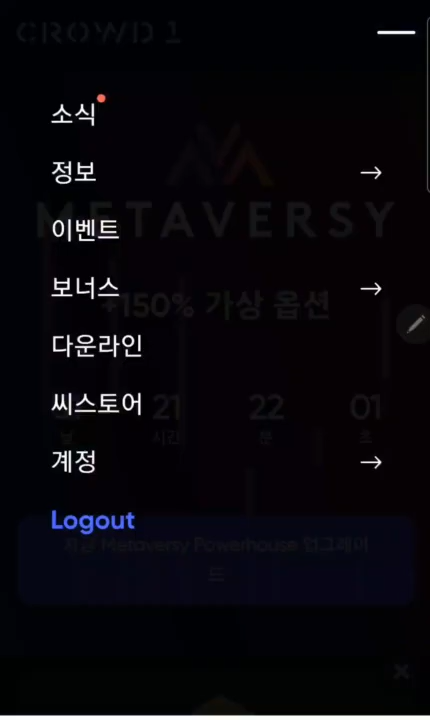 CROWD 1
소식
정보 →
METAVERSY
이벤트
보너스 →
+150% 가상 옵션
다운라인
씨스토어
21 22 01
시간 분 초
계정 →
Logout
Metaversy Powerhouse 업그레이
드